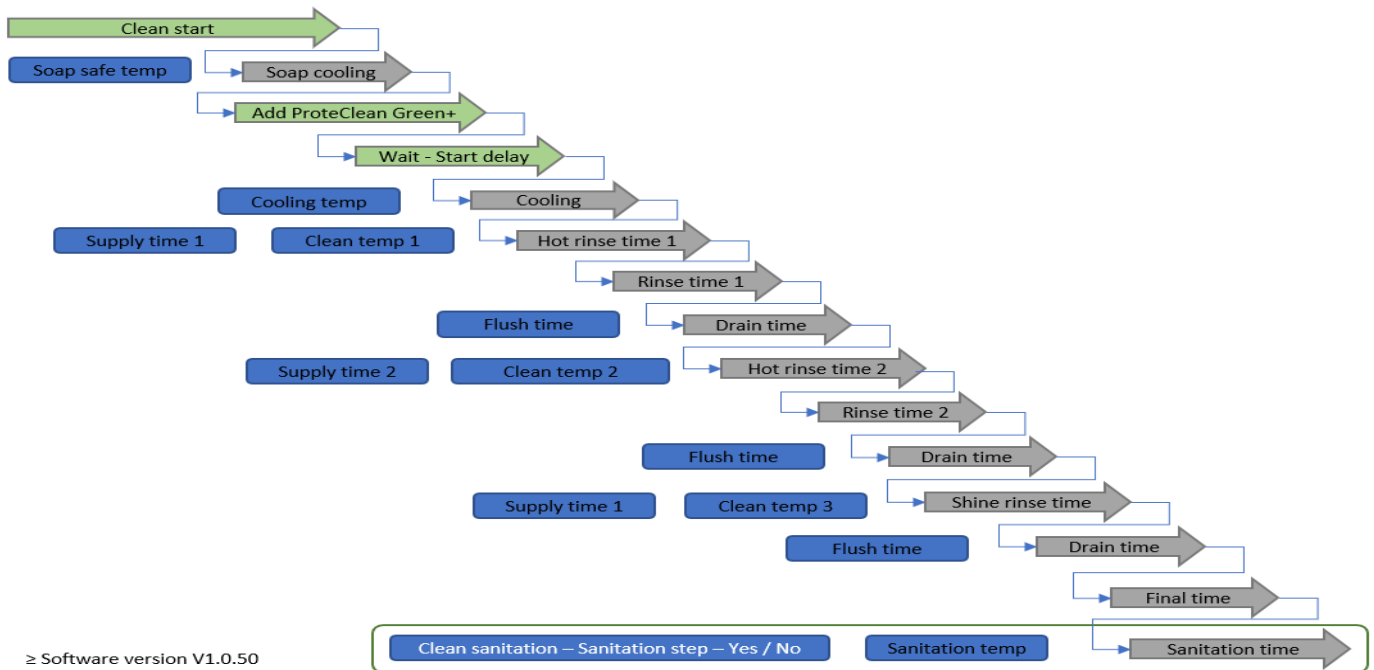 Clean start
Soap safe temp
Soap cooling
Add ProteClean Green+
Wait - Start delay
Cooling temp
Cooling
Supply time 1
Clean temp 1
Hot rinse time 1
Rinse time 1
Flush time
Drain time
Supply time 2
Clean temp 2
Hot rinse time 2
Rinse time 2
Flush time
Drain time
Supply time 1
Clean temp 3
Shine rinse time
Flush time
Drain time
Final time
Clean sanitation – Sanitation step – Yes / No
Sanitation temp
Sanitation time
≥ Software version V1.0.50